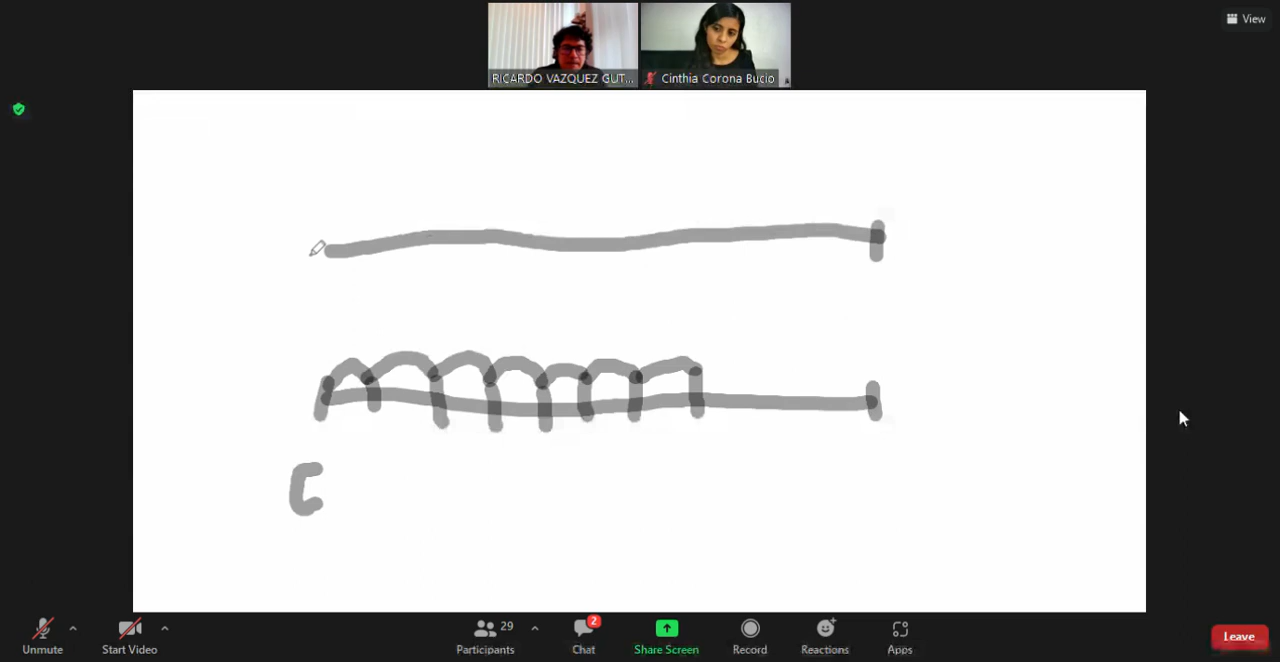 View
RICARDO VAZQUEZ GUT...
Cinthia Corona Bucio
Unmute
Start Video
Participants
29
Chat
2
Share Screen
Record
Reactions
Apps
Leave